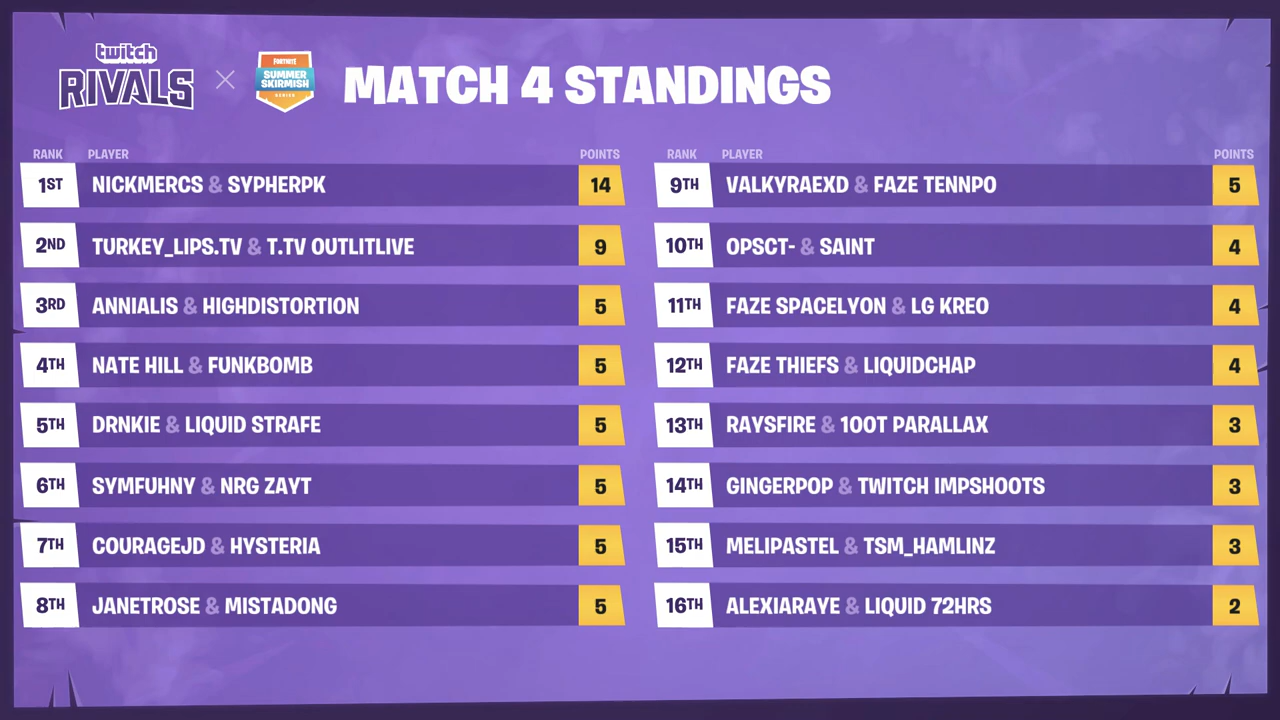 twitch
RIVALS
×
FORTNITE
SUMMER
SKIRMISH
SERIES
MATCH 4 STANDINGS
RANK PLAYER POINTS
1ST NICKMERCS & SYPHERPK 14
2ND TURKEY_LIPS.TV & T.TV OUTLITLIVE 9
3RD ANNIALIS & HIGHDISTORTION 5
4TH NATE HILL & FUNKBOMB 5
5TH DRNKIE & LIQUID STRAFE 5
6TH SYMFUHNY & NRG ZAYT 5
7TH COURAGEJD & HYSTERIA 5
8TH JANETROSE & MISTADONG 5
RANK PLAYER POINTS
9TH VALKYRAEXD & FAZE TENNPO 5
10TH OPSCT- & SAINT 4
11TH FAZE SPACELYON & LG KREO 4
12TH FAZE THIEFS & LIQUIDCHAP 4
13TH RAYSFIRE & 100T PARALLAX 3
14TH GINGERPOP & TWITCH IMPSHOOTS 3
15TH MELIPASTEL & TSM_HAMLINZ 3
16TH ALEXIARAYE & LIQUID 72HRS 2